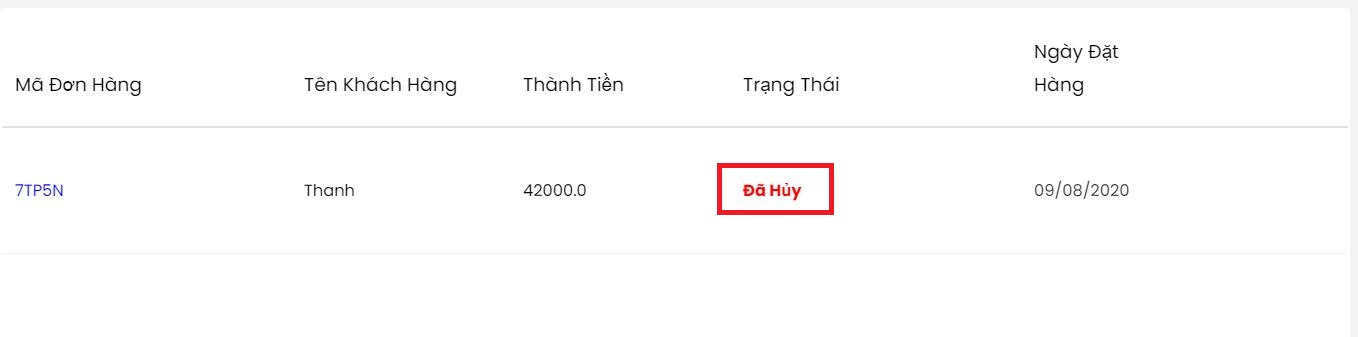 Mã Đơn Hàng Tên Khách Hàng Thành Tiền Trạng Thái Ngày Đặt
Hàng
7TP5N Thanh 42000.0 Đã Hủy 09/08/2020